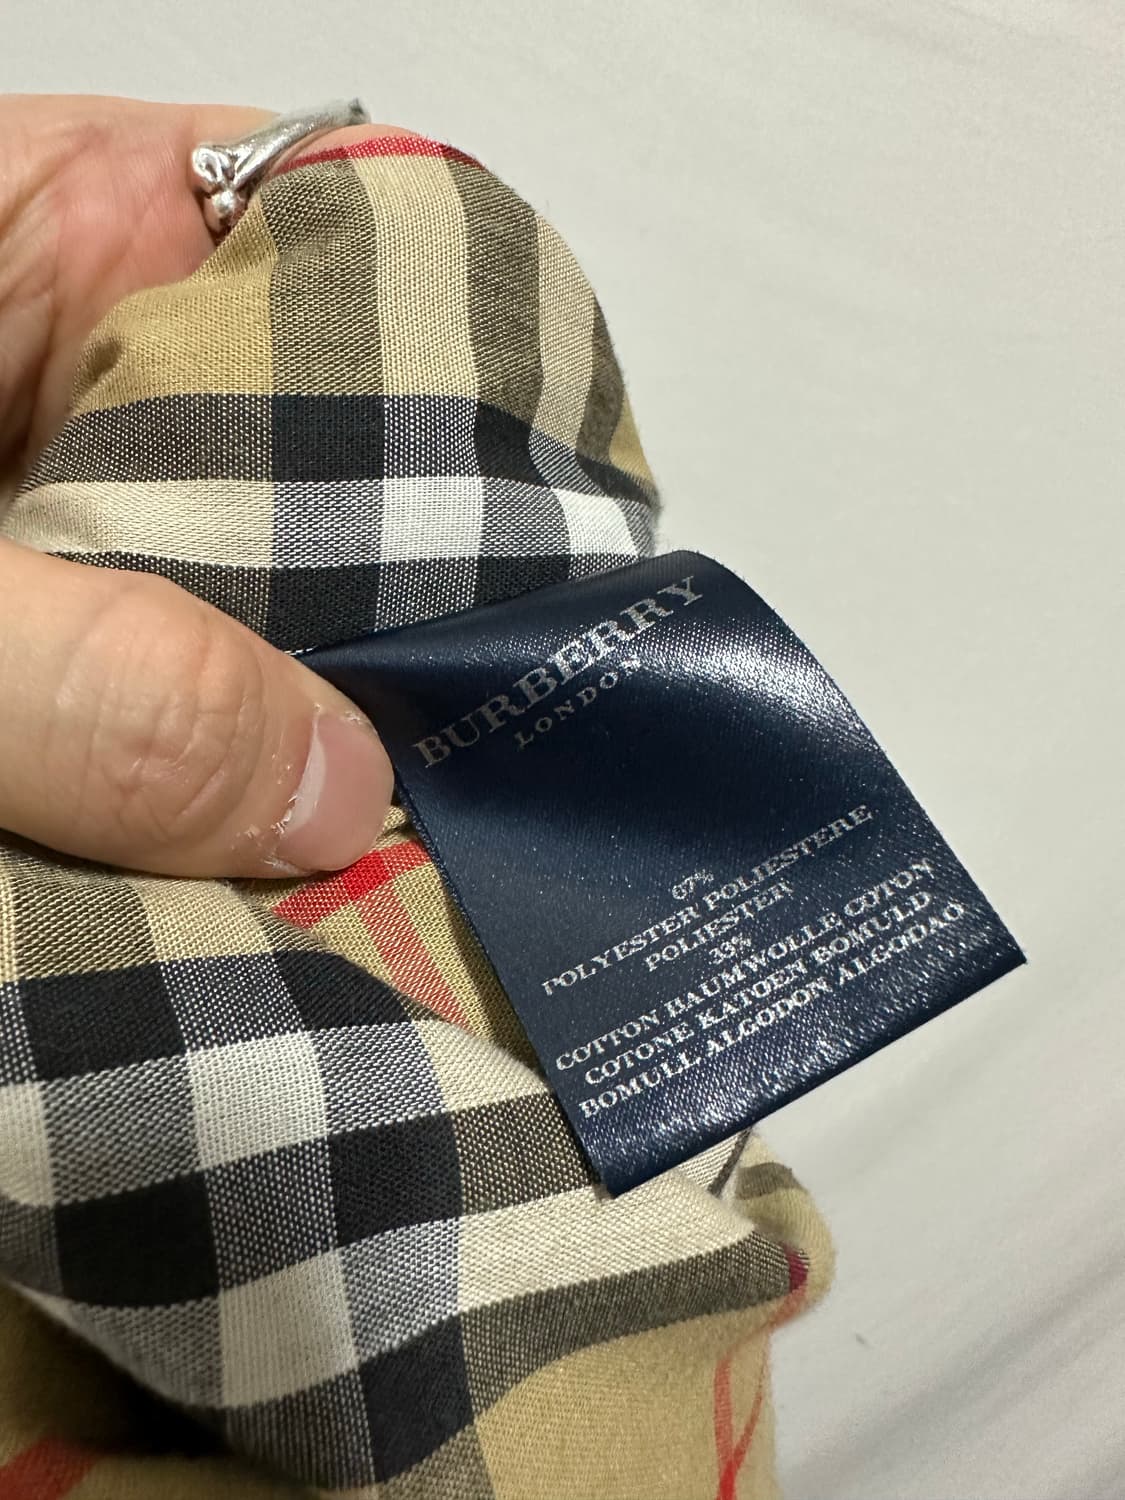 BURBERRY
LONDON
67%
POLYESTER POLIESTERE
POLIESTER
33%
COTTON BAUMWOLLE COTON
COTONE KATOEN BOMULD
BOMULL ALGODON ALGODAO